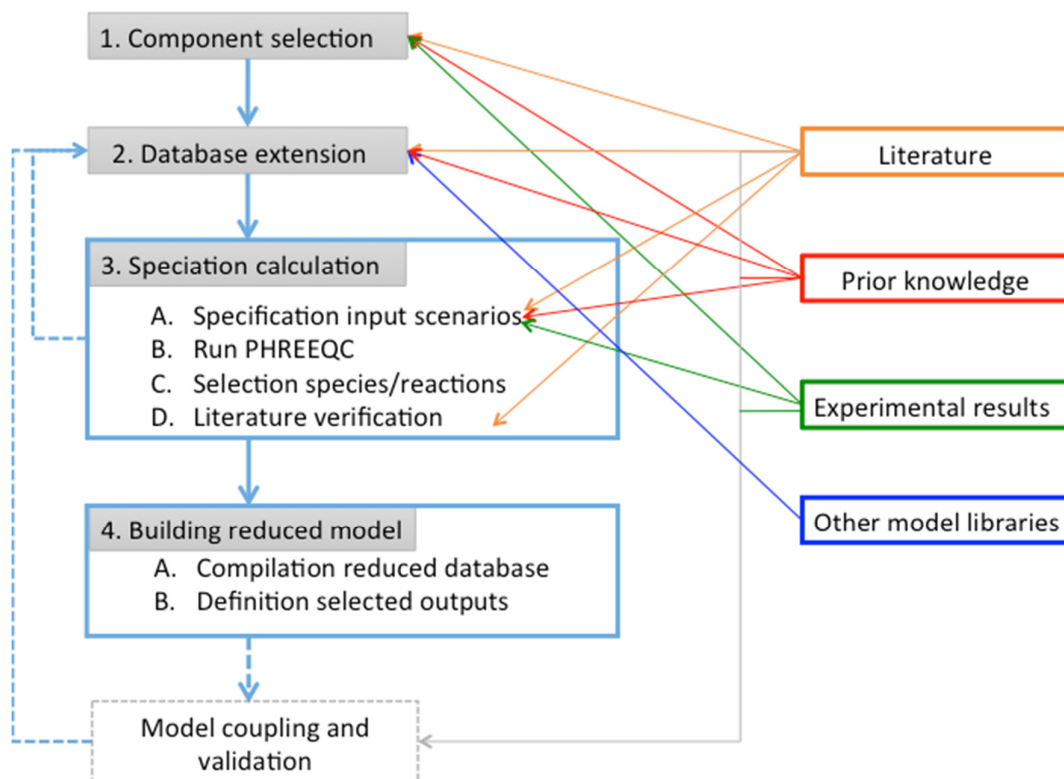 1. Component selection
2. Database extension
3. Speciation calculation
A. Specification input scenarios
B. Run PHREEQC
C. Selection species/reactions
D. Literature verification
4. Building reduced model
A. Compilation reduced database
B. Definition selected outputs
Model coupling and
validation
Literature
Prior knowledge
Experimental results
Other model libraries